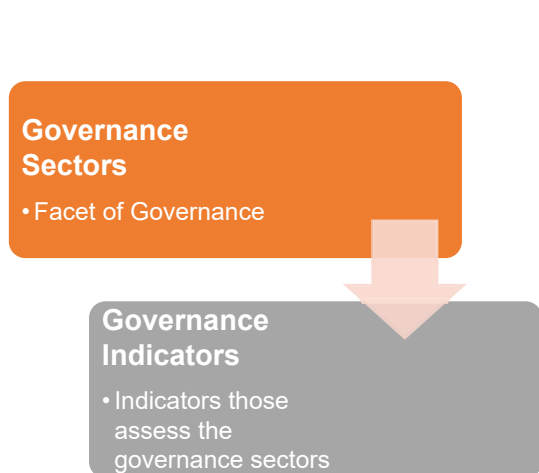 Governance
Sectors
• Facet of Governance
Governance
Indicators
• Indicators those
assess the
governance sectors